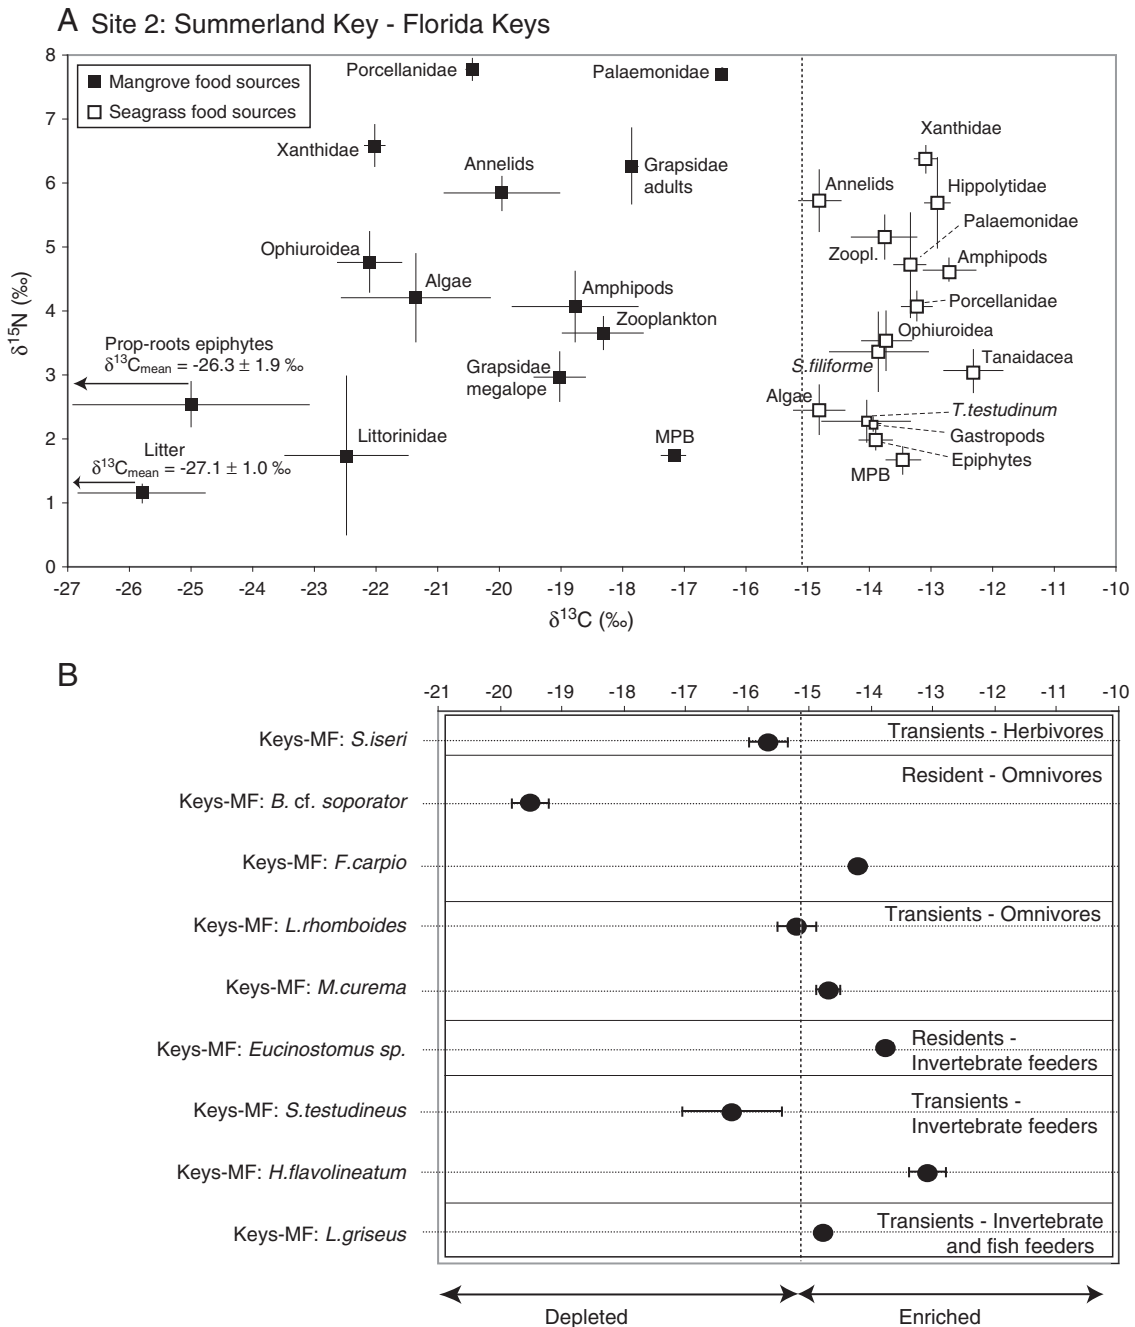 A Site 2: Summerland Key - Florida Keys
8
7
6
5
4
3
2
1
0
δ15N (‰)
Mangrove food sources
Seagrass food sources
Porcellanidae
Palaemonidae
Xanthidae
Annelids
Grapsidae
adults
Ophiuroidea
Algae
Amphipods
Zooplankton
Grapsidae
megalope
Prop-roots epiphytes
δ13Cmean = -26.3 ± 1.9 ‰
Litter
δ13Cmean = -27.1 ± 1.0 ‰
Littorinidae
MPB
Xanthidae
Annelids
Hippolytidae
Palaemonidae
Zoopl.
Amphipods
Porcellanidae
Ophiuroidea
S.filiforme
Tanaidacea
Algae
T.testudinum
Gastropods
Epiphytes
MPB
-27 -26 -25 -24 -23 -22 -21 -20 -19 -18 -17 -16 -15 -14 -13 -12 -11 -10
δ13C (‰)
B
-21 -20 -19 -18 -17 -16 -15 -14 -13 -12 -11 -10
Keys-MF: S.iseri
Transients - Herbivores
Resident - Omnivores
Keys-MF: B. cf. soporator
Keys-MF: F.carpio
Transients - Omnivores
Keys-MF: L.rhomboides
Keys-MF: M.curema
Keys-MF: Eucinostomus sp.
Residents -
Invertebrate feeders
Keys-MF: S.testudineus
Transients -
Invertebrate feeders
Keys-MF: H.flavolineatum
Keys-MF: L.griseus
Transients - Invertebrate
and fish feeders
Depleted
Enriched